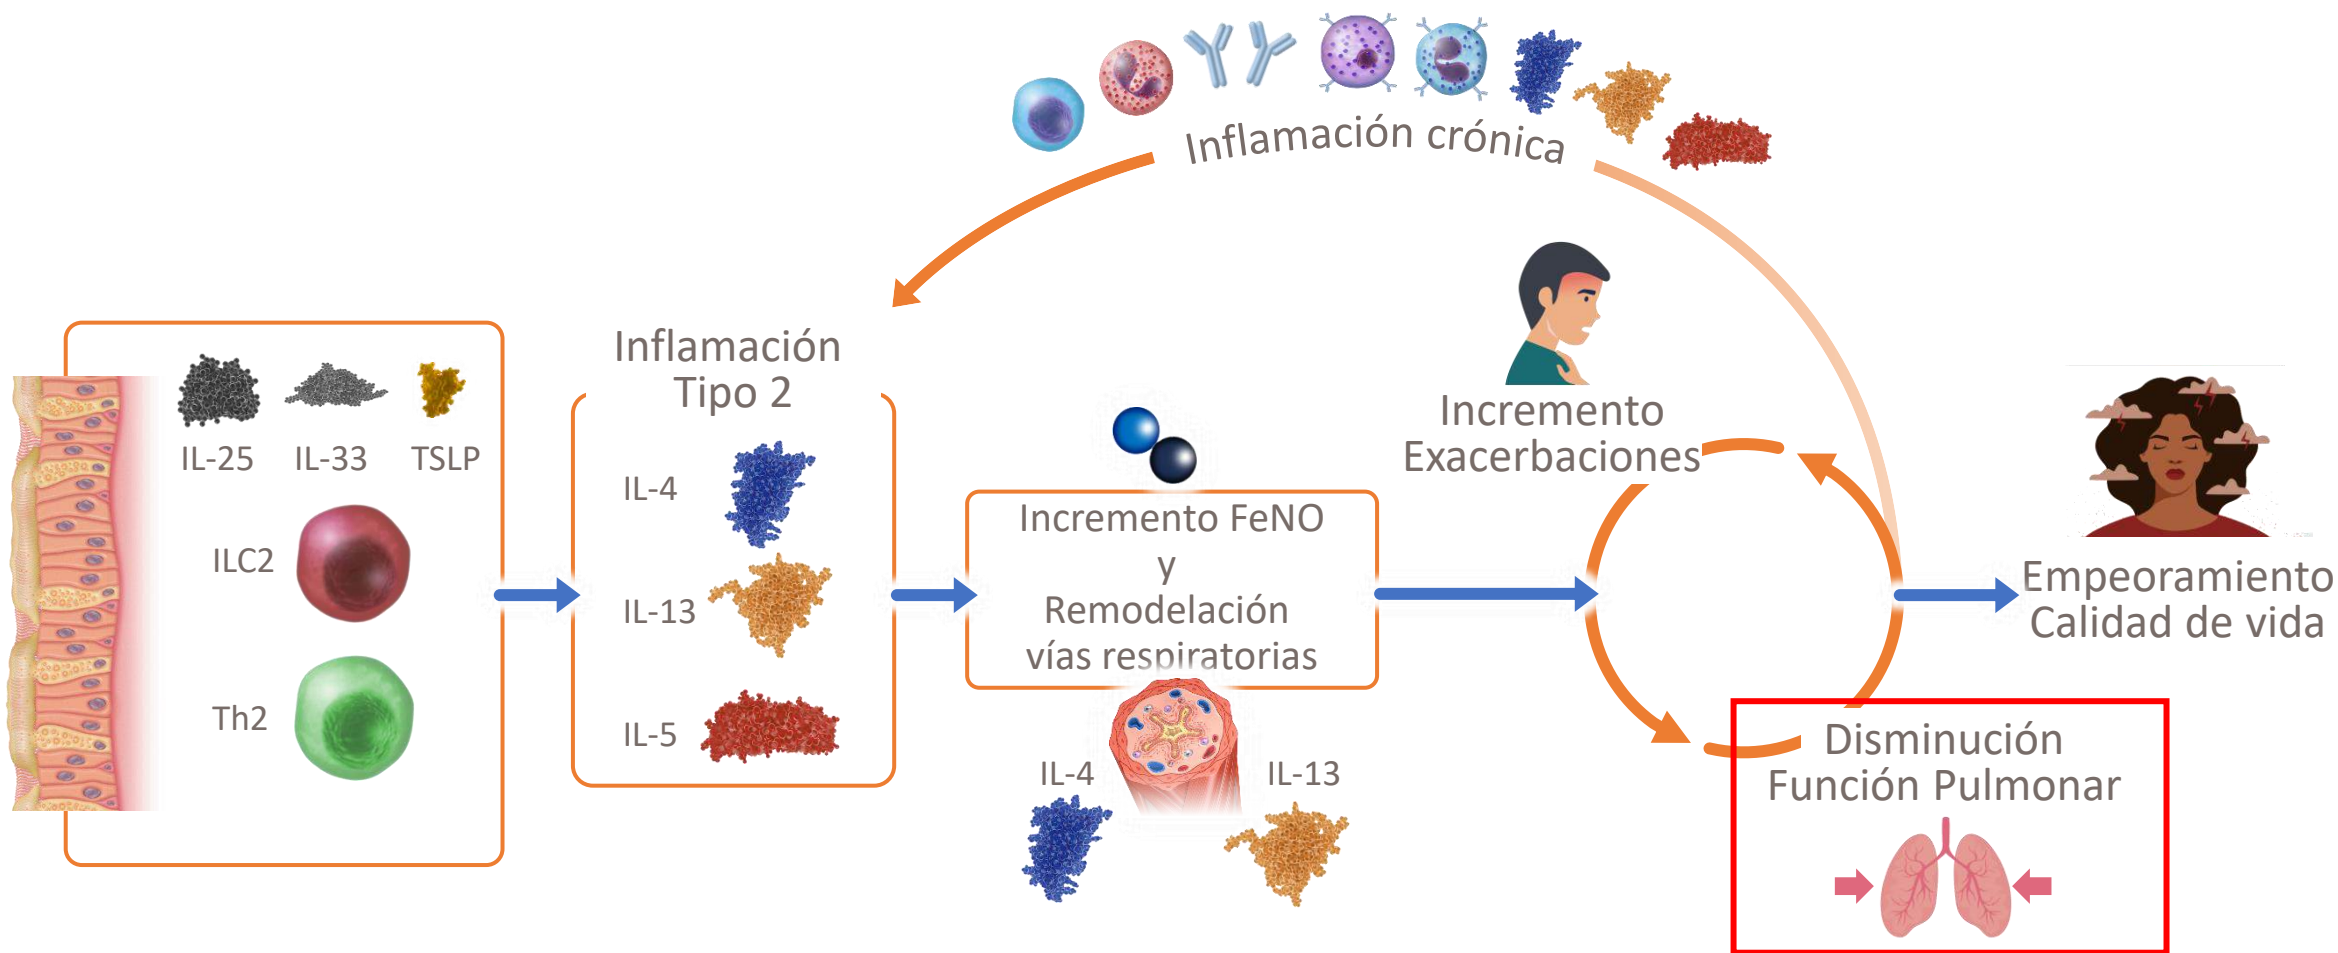 Inflamación crónica
IL-25 IL-33 TSLP
ILC2
Th2
Inflamación
Tipo 2
IL-4
IL-13
IL-5
Incremento FeNO
y
Remodelación
vías respiratorias
IL-4 IL-13
Incremento
Exacerbaciones
Disminución
Función Pulmonar
Empeoramiento
Calidad de vida